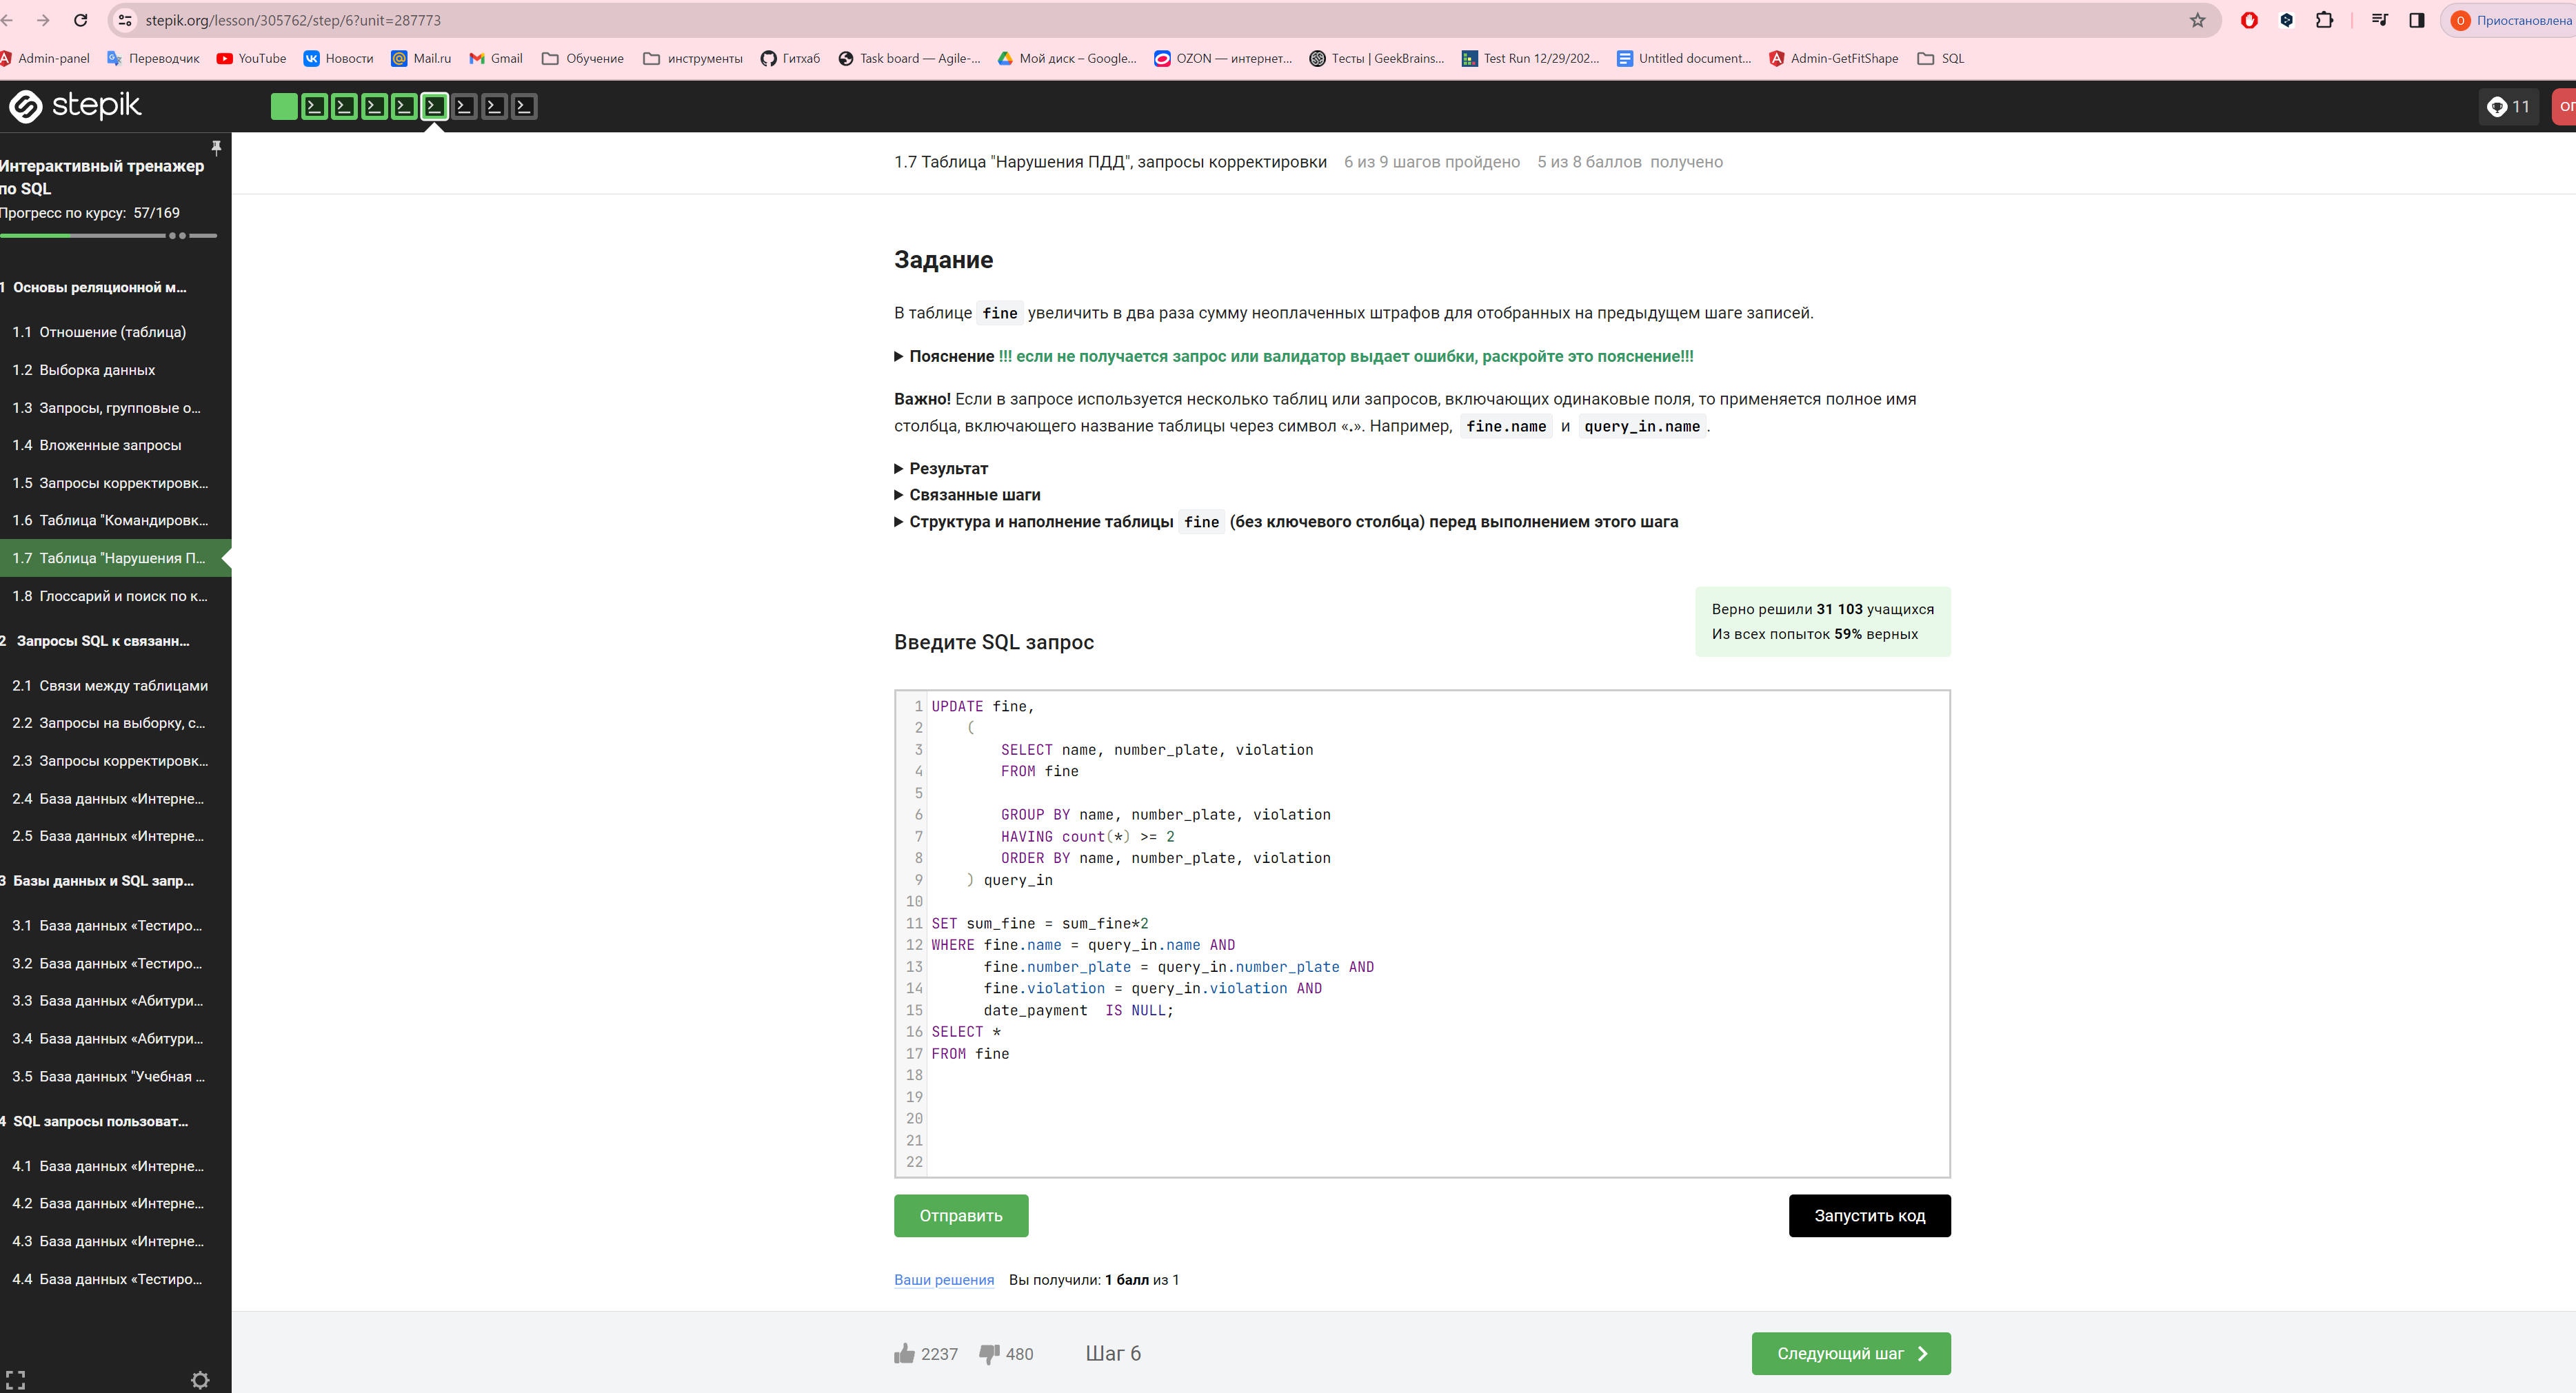 stepik.org/lesson/305762/step/6?unit=287773
О Приостановлена
Admin-panel Переводчик YouTube Новости Mail.ru Gmail Обучение инструменты Гитхаб Task board — Agile-... Мой диск – Google... OZON — интернет... Тесты | GeekBrains... Test Run 12/29/202... Untitled document... Admin-GetFitShape SQL
stepik
11
Интерактивный тренажер
по SQL
Прогресс по курсу: 57/169
1 Основы реляционной м...
1.1 Отношение (таблица)
1.2 Выборка данных
1.3 Запросы, групповые о...
1.4 Вложенные запросы
1.5 Запросы корректировк...
1.6 Таблица "Командировк...
1.7 Таблица "Нарушения П...
1.8 Глоссарий и поиск по к...
2 Запросы SQL к связанн...
2.1 Связи между таблицами
2.2 Запросы на выборку, с...
2.3 Запросы корректировк...
2.4 База данных «Интерне...
2.5 База данных «Интерне...
3 Базы данных и SQL запр...
3.1 База данных «Тестиро...
3.2 База данных «Тестиро...
3.3 База данных «Абитури...
3.4 База данных «Абитури...
3.5 База данных "Учебная ...
4 SQL запросы пользоват...
4.1 База данных «Интерне...
4.2 База данных «Интерне...
4.3 База данных «Интерне...
4.4 База данных «Тестиро...
1.7 Таблица "Нарушения ПДД", запросы корректировки 6 из 9 шагов пройдено 5 из 8 баллов получено
Задание
В таблице fine увеличить в два раза сумму неоплаченных штрафов для отобранных на предыдущем шаге записей.
Пояснение !!! если не получается запрос или валидатор выдает ошибки, раскройте это пояснение!!!
Важно! Если в запросе используется несколько таблиц или запросов, включающих одинаковые поля, то применяется полное имя
столбца, включающего название таблицы через символ «.». Например, fine.name и query_in.name.
Результат
Связанные шаги
Структура и наполнение таблицы fine (без ключевого столбца) перед выполнением этого шага
Верно решили 31 103 учащихся
Из всех попыток 59% верных
Введите SQL запрос
1 UPDATE fine,
2 (
3 SELECT name, number_plate, violation
4 FROM fine
5
6 GROUP BY name, number_plate, violation
7 HAVING count(*) >= 2
8 ORDER BY name, number_plate, violation
9 ) query_in
10
11 SET sum_fine = sum_fine*2
12 WHERE fine.name = query_in.name AND
13 fine.number_plate = query_in.number_plate AND
14 fine.violation = query_in.violation AND
15 date_payment IS NULL;
16 SELECT *
17 FROM fine
18
19
20
21
22
Отправить
Запустить код
Ваши решения Вы получили: 1 балл из 1
2237 480 Шаг 6
Следующий шаг